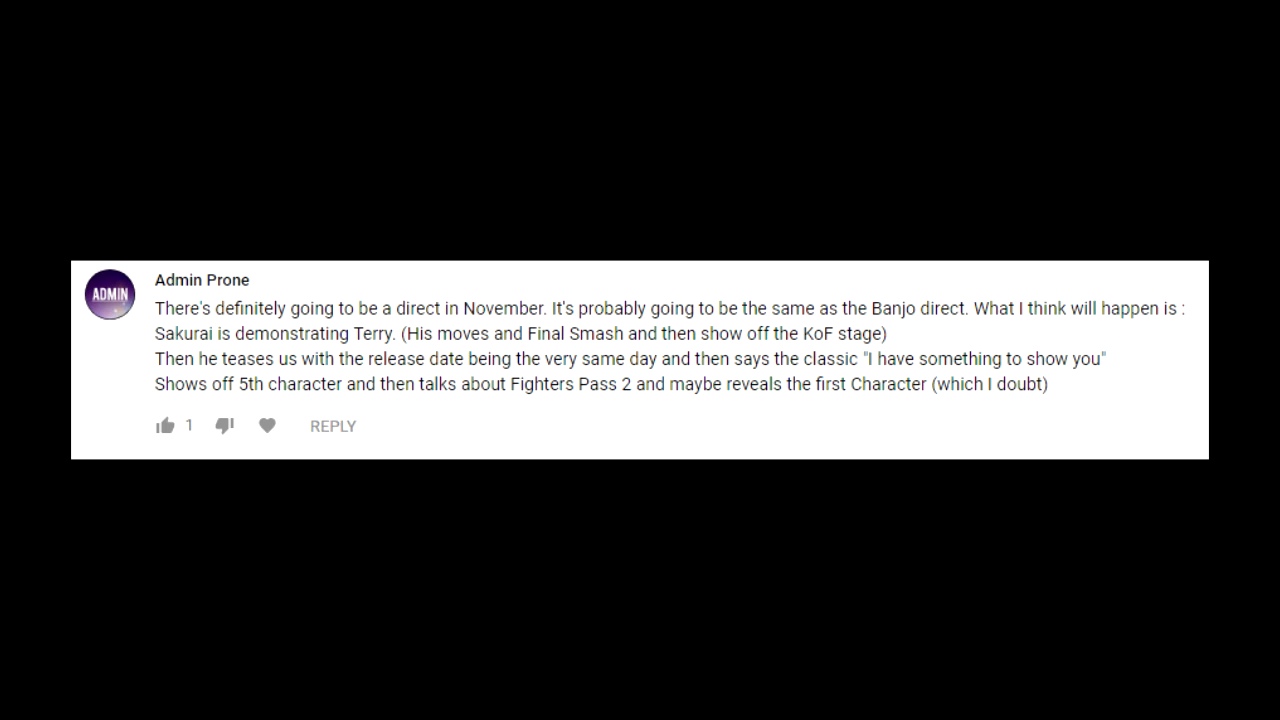 ADMIN
Admin Prone
There's definitely going to be a direct in November. It's probably going to be the same as the Banjo direct. What I think will happen is :
Sakurai is demonstrating Terry. (His moves and Final Smash and then show off the KoF stage)
Then he teases us with the release date being the very same day and then says the classic "I have something to show you"
Shows off 5th character and then talks about Fighters Pass 2 and maybe reveals the first Character (which I doubt)
1 REPLY